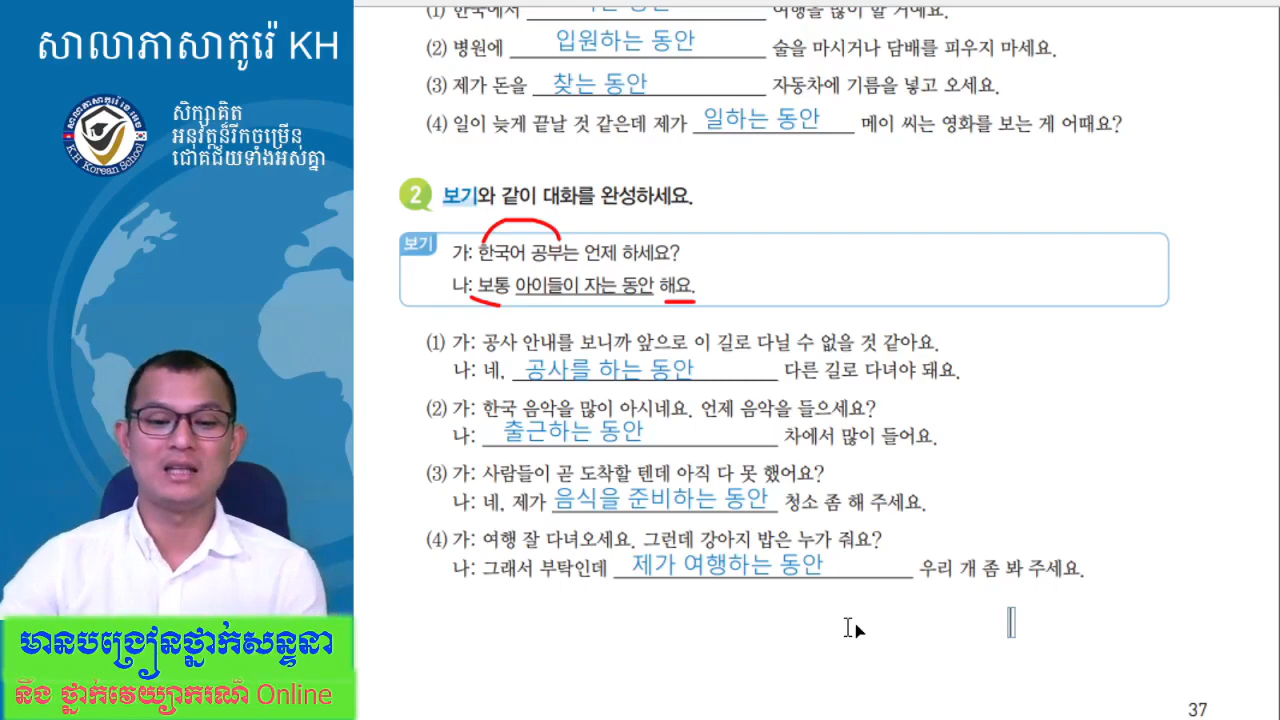 សាលាភាសាកូរ៉េ KH
សិក្សាគិត
អនុវត្តន៏រីកចម្រើន
ជោគជ័យទាំងអស់គ្នា
KH Korean School
មានបង្រៀនថ្នាក់សន្ទនា
និង ថ្នាក់វេយ្យាករណ៏ Online
(1) 한국에서 여행을 많이 할 거예요.
(2) 병원에 입원하는 동안 술을 마시거나 담배를 피우지 마세요.
(3) 제가 돈을 찾는 동안 자동차에 기름을 넣고 오세요.
(4) 일이 늦게 끝날 것 같은데 제가 일하는 동안 메이 씨는 영화를 보는 게 어때요?
2 보기와 같이 대화를 완성하세요.
보기
가: 한국어 공부는 언제 하세요?
나: 보통 아이들이 자는 동안 해요.
(1) 가: 공사 안내를 보니까 앞으로 이 길로 다닐 수 없을 것 같아요.
나: 네, 공사를 하는 동안 다른 길로 다녀야 돼요.
(2) 가: 한국 음악을 많이 아시네요. 언제 음악을 들으세요?
나: 출근하는 동안 차에서 많이 들어요.
(3) 가: 사람들이 곧 도착할 텐데 아직 다 못 했어요?
나: 네, 제가 음식을 준비하는 동안 청소 좀 해 주세요.
(4) 가: 여행 잘 다녀오세요. 그런데 강아지 밥은 누가 줘요?
나: 그래서 부탁인데 제가 여행하는 동안 우리 개 좀 봐 주세요.
37